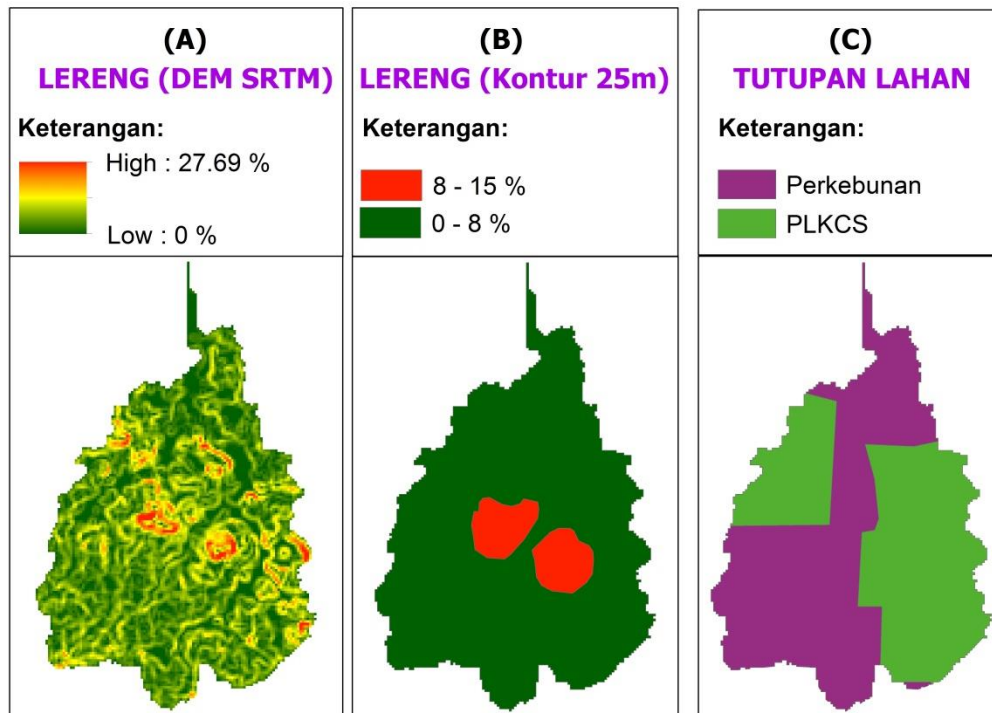 (A)
LERENG (DEM SRTM)
Keterangan:
High : 27.69 %
Low : 0 %
(B)
LERENG (Kontur 25m)
Keterangan:
8 - 15 %
0 - 8 %
(C)
TUTUPAN LAHAN
Keterangan:
Perkebunan
PLKCS